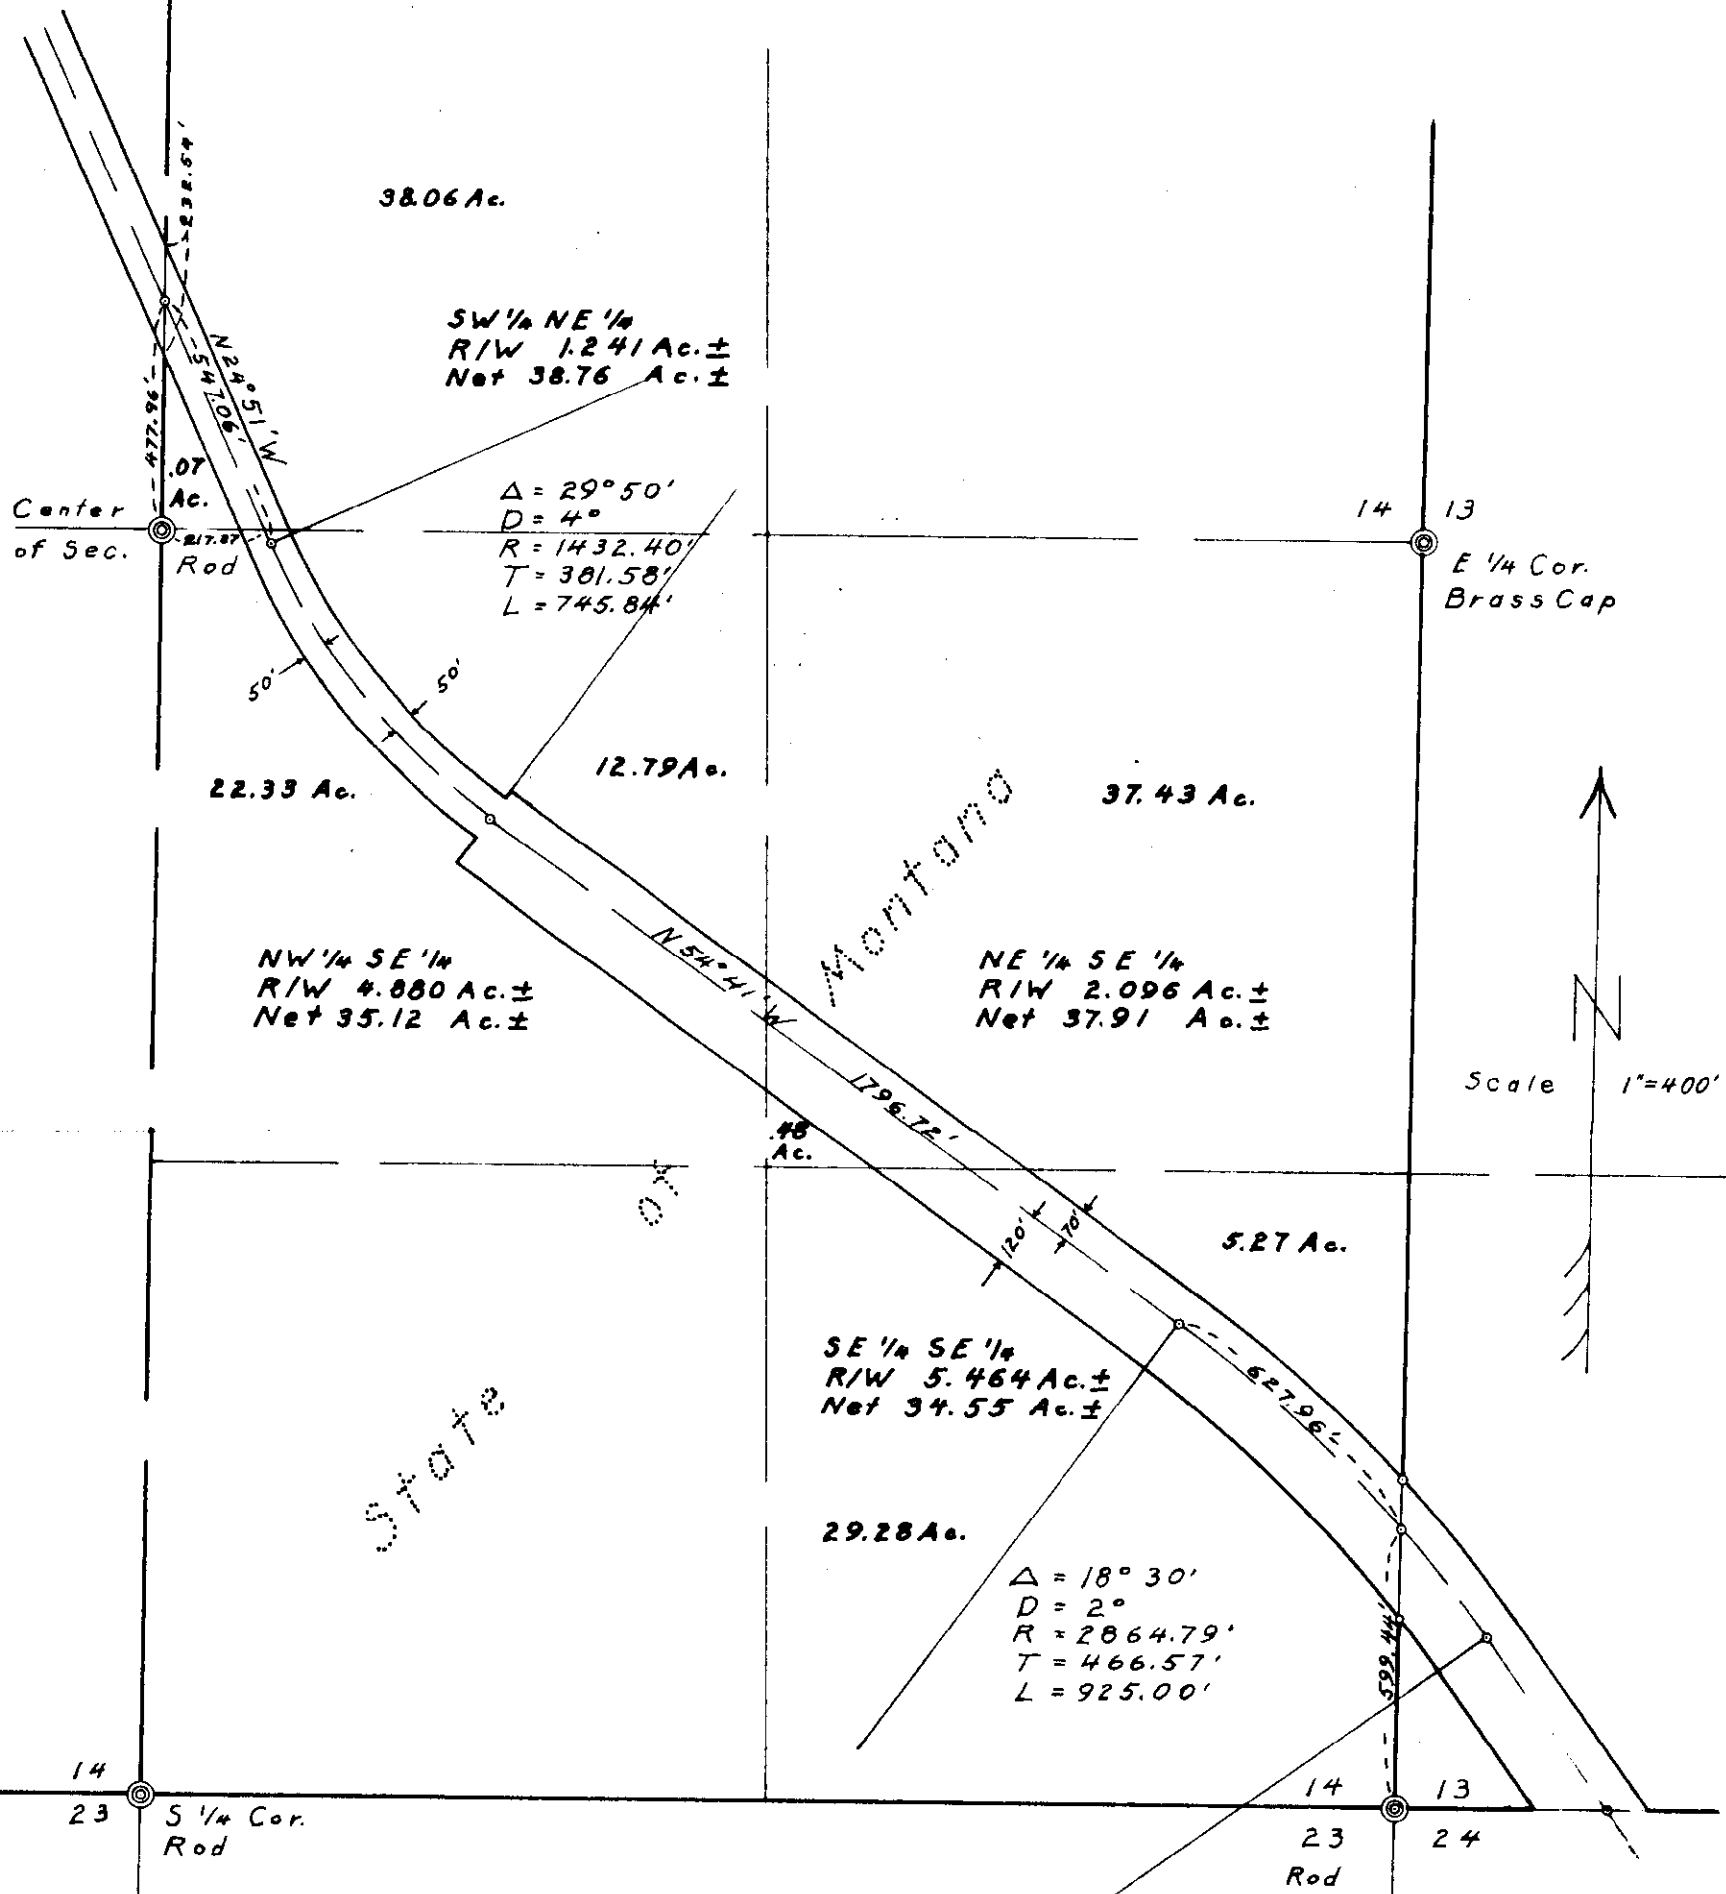 232.54'
38.06 Ac.
SW 1/4 NE 1/4
R/W 1.241 Ac. ±
Net 38.76 Ac. ±
N 24° 51' W
547.06'
477.96'
.07
Ac.
Center
of Sec.
217.87
Rod
Δ = 29° 50'
D = 4°
R = 1432.40'
T = 381.58'
L = 745.84'
14 13
E 1/4 Cor.
Brass Cap
50'
50'
22.33 Ac.
12.79 Ac.
37.43 Ac.
State of Montana
NW 1/4 SE 1/4
R/W 4.880 Ac. ±
Net 35.12 Ac. ±
N 54° 41' W
1796.72'
NE 1/4 SE 1/4
R/W 2.096 Ac. ±
Net 37.91 Ac. ±
N
Scale 1"=400'
.48
Ac.
120'
70'
5.27 Ac.
SE 1/4 SE 1/4
R/W 5.464 Ac. ±
Net 34.55 Ac. ±
627.96'
29.28 Ac.
Δ = 18° 30'
D = 2°
R = 2864.79'
T = 466.57'
L = 925.00'
599.44'
14
23
S 1/4 Cor.
Rod
14 13
23 24
Rod